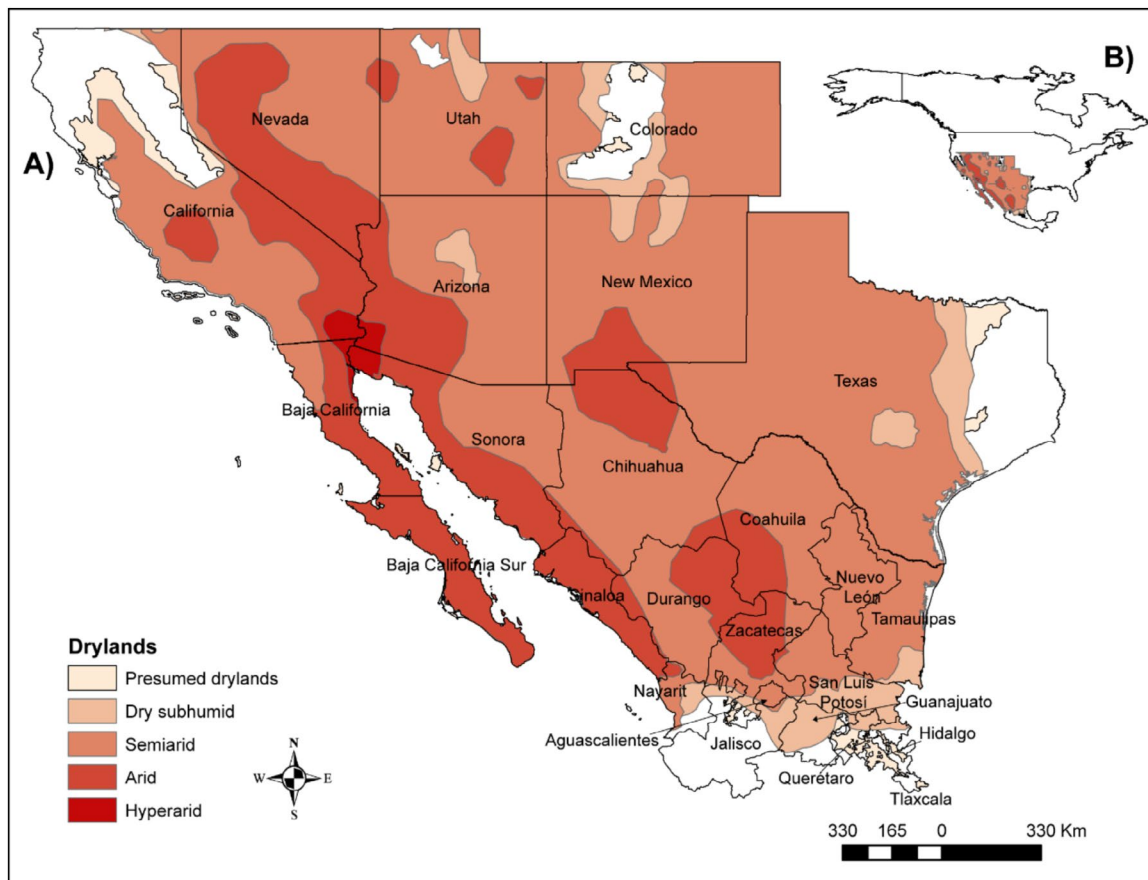 A)
B)
Nevada
Utah
Colorado
California
Arizona
New Mexico
Texas
Baja California
Sonora
Chihuahua
Coahuila
Baja California Sur
Sinaloa
Durango
Nuevo
León
Zacatecas
Tamaulipas
Nayarit
San Luis
Potosí
Guanajuato
Aguascalientes
Jalisco
Hidalgo
Querétaro
Tlaxcala
Drylands
Presumed drylands
Dry subhumid
Semiarid
Arid
Hyperarid
N
W E
S
330 165 0 330 Km